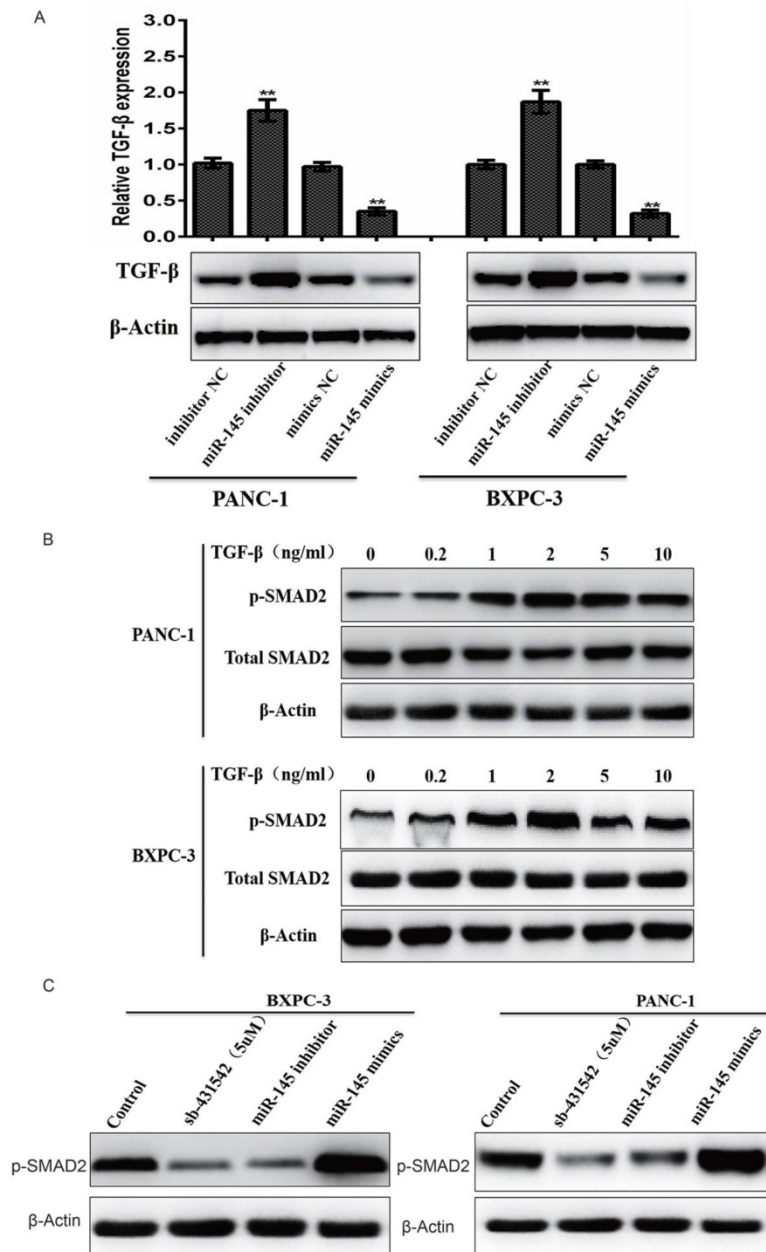 A
Relative TGF-β expression
3.0
2.5
2.0
1.5
1.0
0.5
0.0
** ** ** **
TGF-β
β-Actin
inhibitor NC miR-145 inhibitor mimics NC miR-145 mimics inhibitor NC miR-145 inhibitor mimics NC miR-145 mimics
PANC-1 BXPC-3
B
TGF-β（ng/ml） 0 0.2 1 2 5 10
p-SMAD2
PANC-1
Total SMAD2
β-Actin
TGF-β（ng/ml） 0 0.2 1 2 5 10
p-SMAD2
BXPC-3
Total SMAD2
β-Actin
C
BXPC-3 PANC-1
Control sb-431542（5uM） miR-145 inhibitor miR-145 mimics Control sb-431542（5uM） miR-145 inhibitor miR-145 mimics
p-SMAD2 p-SMAD2
β-Actin β-Actin